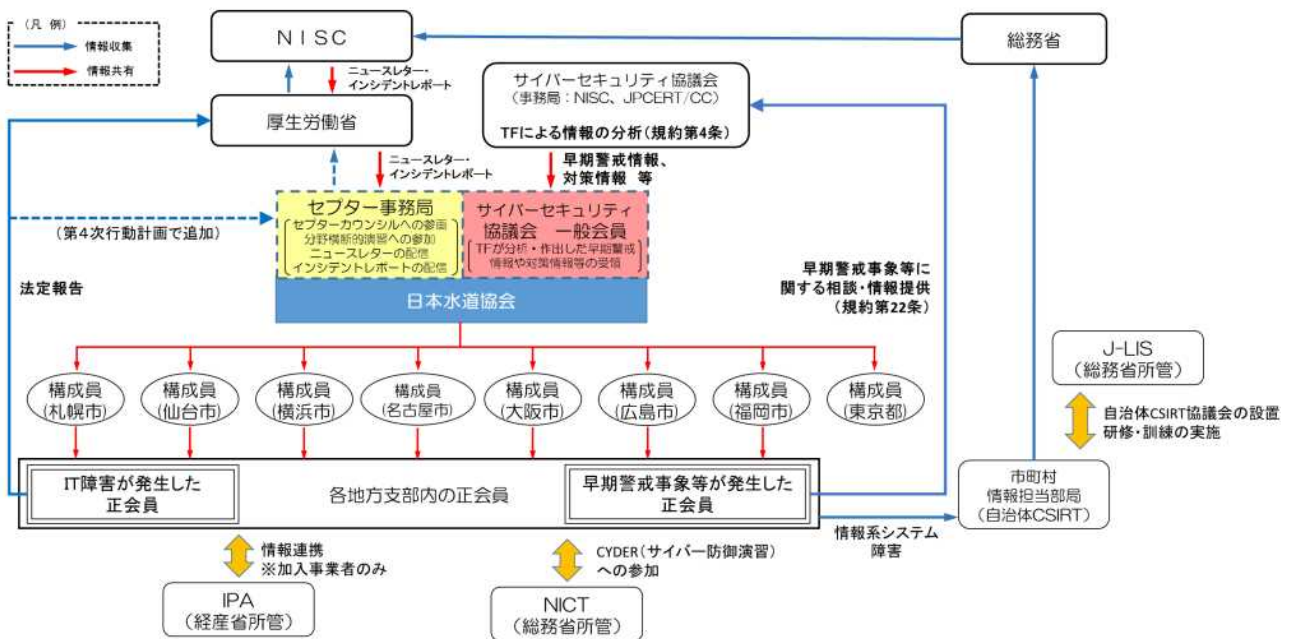 (凡 例)
情報収集
情報共有
NISC
総務省
ニュースレター・
インシデントレポート
サイバーセキュリティ協議会
(事務局:NISC、JPCERT/CC)
TFによる情報の分析(規約第4条)
厚生労働省
ニュースレター・
インシデントレポート
早期警戒情報、
対策情報 等
セプター事務局
セプターカウンシルへの参画
分野横断的演習への参加
ニュースレターの配信
インシデントレポートの配信
サイバーセキュリティ
協議会 一般会員
TFが分析・作出した早期警戒
情報や対策情報等の受領
(第4次行動計画で追加)
法定報告
日本水道協会
早期警戒事象等に
関する相談・情報提供
(規約第22条)
J-LIS
(総務省所管)
構成員
(札幌市)
構成員
(仙台市)
構成員
(横浜市)
構成員
(名古屋市)
構成員
(大阪市)
構成員
(広島市)
構成員
(福岡市)
構成員
(東京都)
自治体CSIRT協議会の設置
研修・訓練の実施
IT障害が発生した
正会員
各地方支部内の正会員
早期警戒事象等が発生した
正会員
市町村
情報担当部局
(自治体CSIRT)
情報系システム
障害
情報連携
※加入事業者のみ
CYDER(サイバー防御演習)
への参加
IPA
(経産省所管)
NICT
(総務省所管)